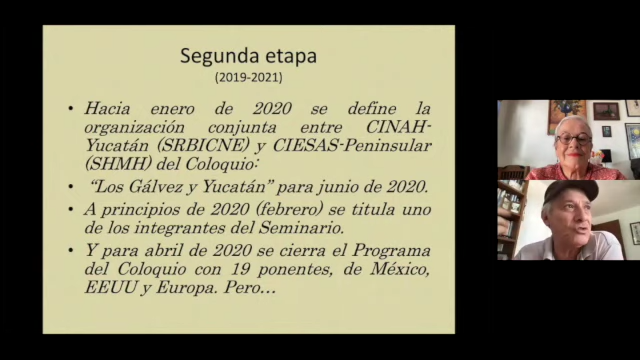 Segunda etapa
(2019-2021)
• Hacia enero de 2020 se define la
organización conjunta entre CINAH-
Yucatán (SRBICNE) y CIESAS-Peninsular
(SHMH) del Coloquio:
• “Los Gálvez y Yucatán” para junio de 2020.
• A principios de 2020 (febrero) se titula uno
de los integrantes del Seminario.
• Y para abril de 2020 se cierra el Programa
del Coloquio con 19 ponentes, de México,
EEUU y Europa. Pero…